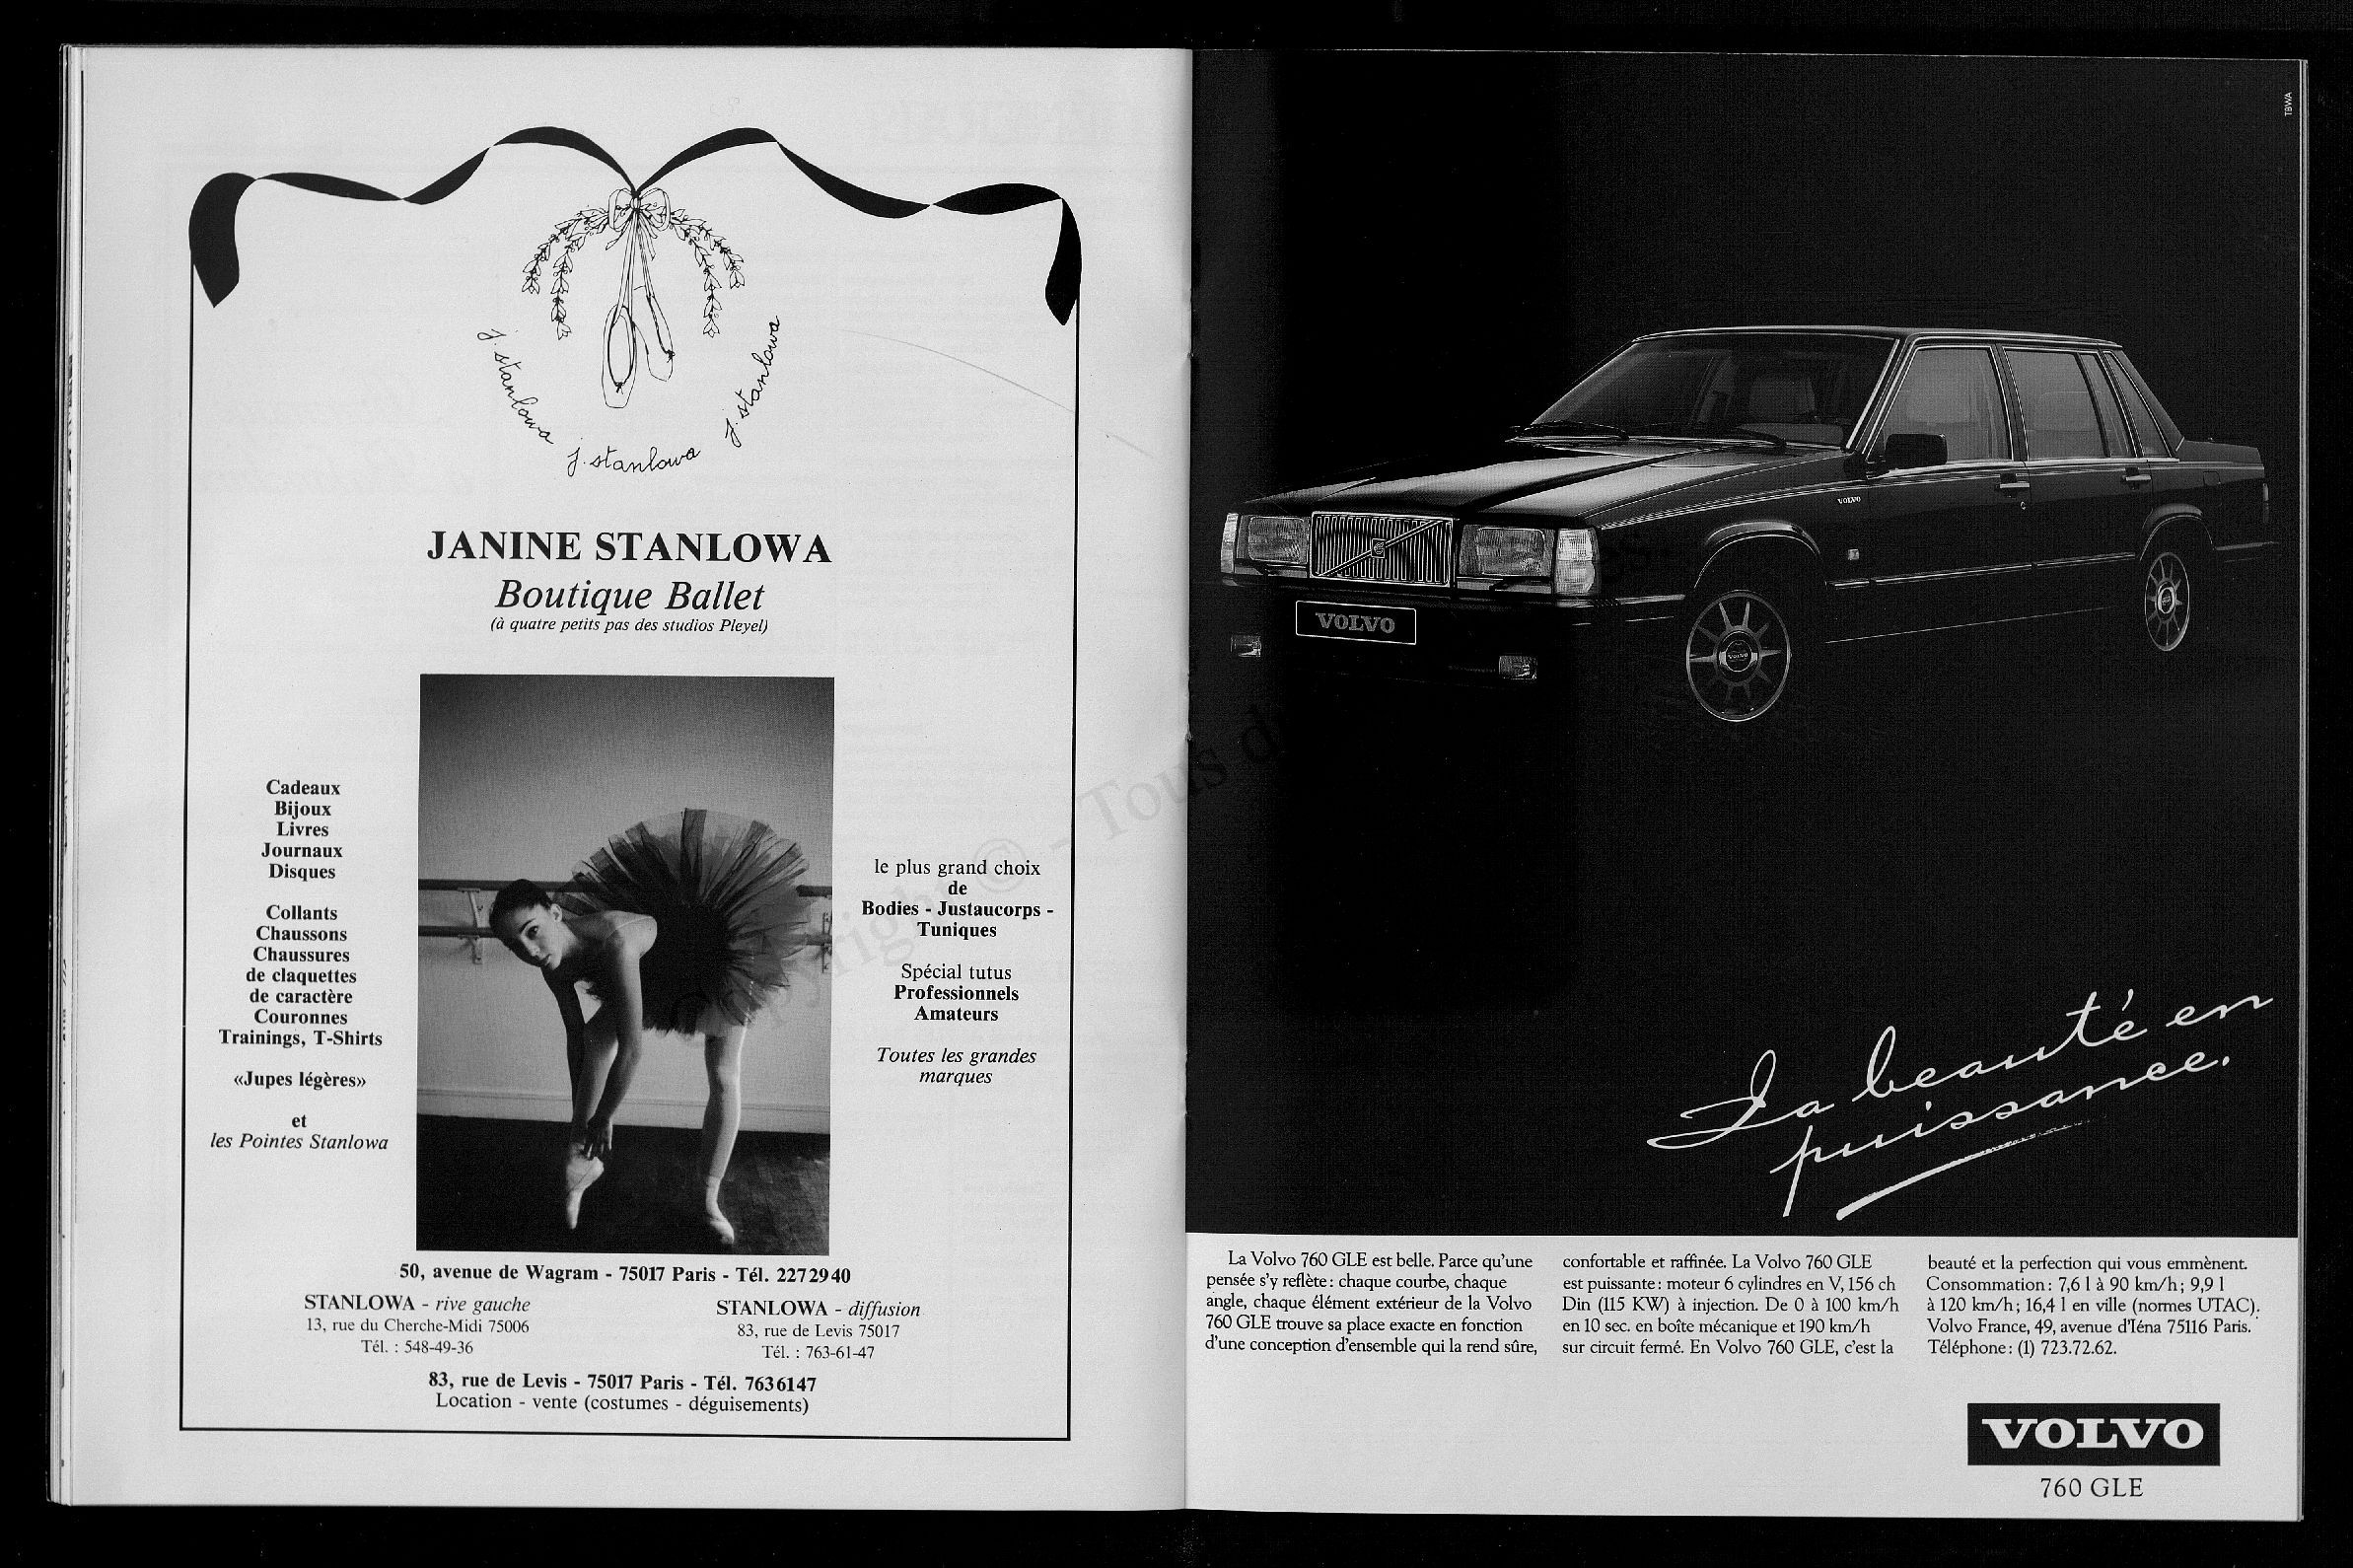 j. stanlowa
j. stanlowa
j. stanlowa
JANINE STANLOWA
Boutique Ballet
(à quatre petits pas des studios Pleyel)
Cadeaux
Bijoux
Livres
Journaux
Disques
Collants
Chaussons
Chaussures
de claquettes
de caractère
Couronnes
Trainings, T-Shirts
«Jupes légères»
et
les Pointes Stanlowa
le plus grand choix
de
Bodies - Justaucorps -
Tuniques
Spécial tutus
Professionnels
Amateurs
Toutes les grandes
marques
50, avenue de Wagram - 75017 Paris - Tél. 2272940
STANLOWA - rive gauche
13, rue du Cherche-Midi 75006
Tél. : 548-49-36
STANLOWA - diffusion
83, rue de Levis 75017
Tél. : 763-61-47
83, rue de Levis - 75017 Paris - Tél. 7636147
Location - vente (costumes - déguisements)
Copyright © - Tous d
TBWA
VOLVO
VOLVO
La beauté en
puissance.
La Volvo 760 GLE est belle. Parce qu'une
pensée s'y reflète : chaque courbe, chaque
angle, chaque élément extérieur de la Volvo
760 GLE trouve sa place exacte en fonction
d'une conception d'ensemble qui la rend sûre,
confortable et raffinée. La Volvo 760 GLE
est puissante : moteur 6 cylindres en V, 156 ch
Din (115 KW) à injection. De 0 à 100 km/h
en 10 sec. en boîte mécanique et 190 km/h
sur circuit fermé. En Volvo 760 GLE, c'est la
beauté et la perfection qui vous emmènent.
Consommation : 7,6 l à 90 km/h ; 9,9 l
à 120 km/h ; 16,4 l en ville (normes UTAC).
Volvo France, 49, avenue d'Iéna 75116 Paris.
Téléphone : (1) 723.72.62.
VOLVO
760 GLE